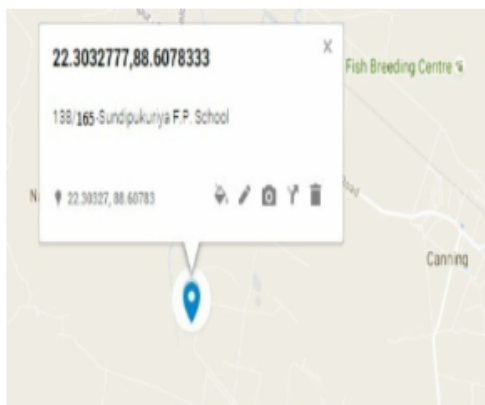 22.3032777,88.6078333
Fish Breeding Centre
138/165-Sundipukuriya F.P. School
22.30327, 88.60783
Canning